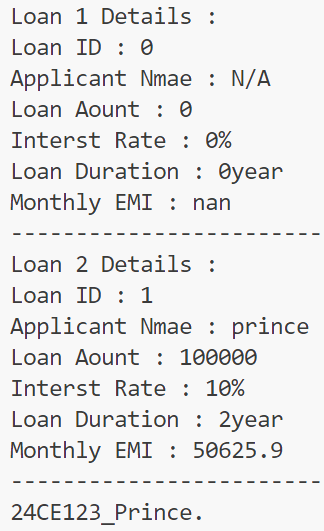 Loan 1 Details :
Loan ID : 0
Applicant Nmae : N/A
Loan Aount : 0
Interst Rate : 0%
Loan Duration : 0year
Monthly EMI : nan
------------------------
Loan 2 Details :
Loan ID : 1
Applicant Nmae : prince
Loan Aount : 100000
Interst Rate : 10%
Loan Duration : 2year
Monthly EMI : 50625.9
------------------------
24CE123_Prince.